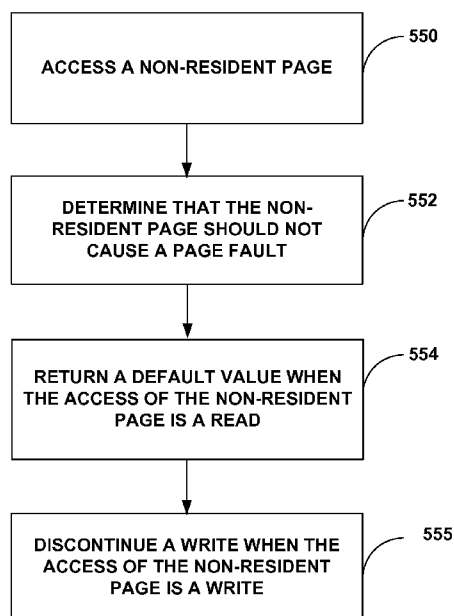 550
ACCESS A NON-RESIDENT PAGE
552
DETERMINE THAT THE NON-
RESIDENT PAGE SHOULD NOT
CAUSE A PAGE FAULT
554
RETURN A DEFAULT VALUE WHEN
THE ACCESS OF THE NON-RESIDENT
PAGE IS A READ
555
DISCONTINUE A WRITE WHEN THE
ACCESS OF THE NON-RESIDENT
PAGE IS A WRITE